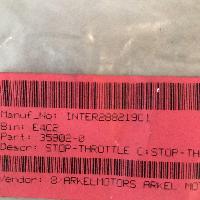 Manuf_No: INTER288219C1
Bin: E4C2
Part: 35902-0
Descr: STOP-THROTTLE C:STOP-TH
Vendor: 8/ARKELMOTORS ARKEL MOT